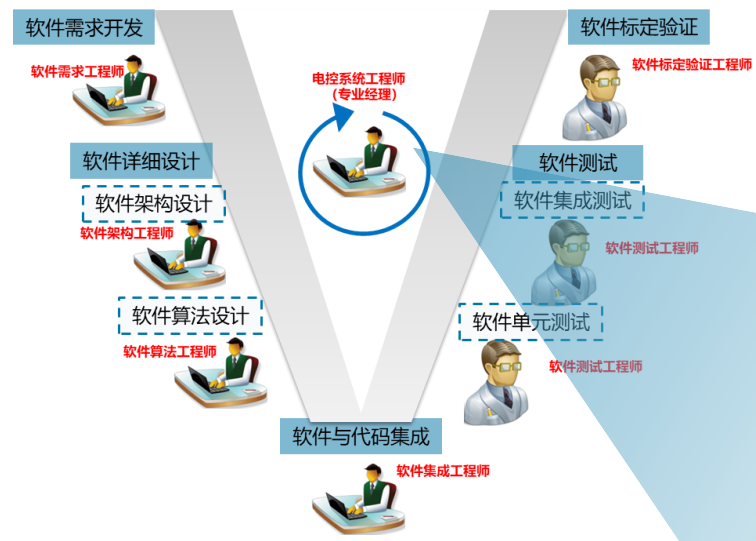 软件需求开发
软件需求工程师
软件详细设计
软件架构设计
软件架构工程师
软件算法设计
软件算法工程师
软件与代码集成
软件集成工程师
电控系统工程师
（专业经理）
软件标定验证
软件标定验证工程师
软件测试
软件集成测试
软件测试工程师
软件单元测试
软件测试工程师